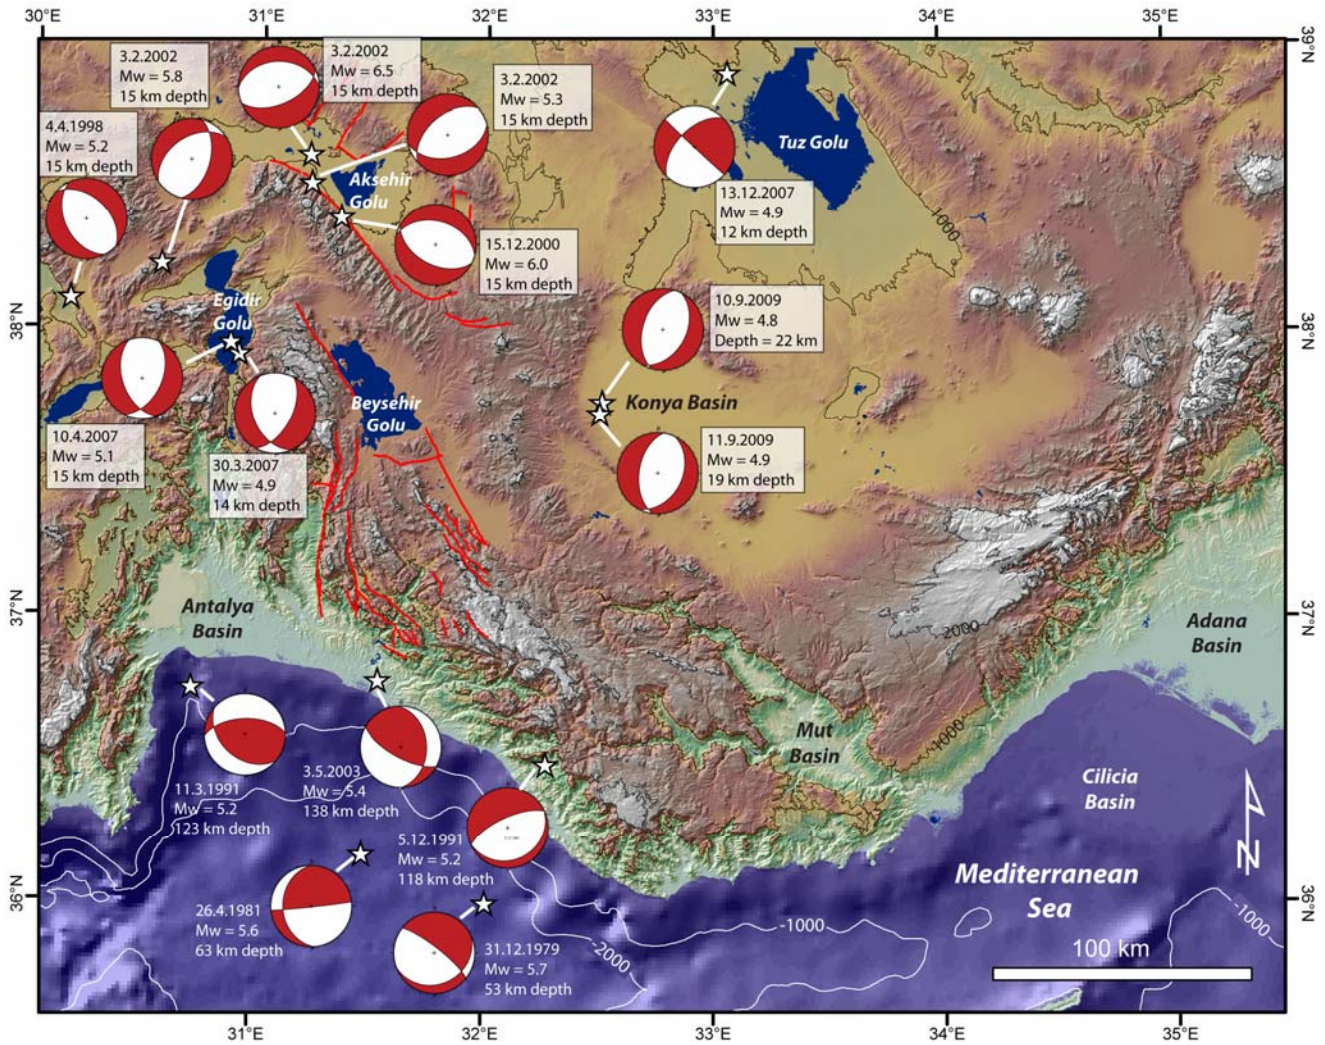 30°E
31°E
32°E
33°E
34°E
35°E
39°N
3.2.2002
Mw = 5.8
15 km depth
3.2.2002
Mw = 6.5
15 km depth
3.2.2002
Mw = 5.3
15 km depth
4.4.1998
Mw = 5.2
15 km depth
Aksehir
Golu
Tuz Golu
13.12.2007
Mw = 4.9
12 km depth
1000
15.12.2000
Mw = 6.0
15 km depth
Egidir
Golu
38°N
38°N
10.9.2009
Mw = 4.8
Depth = 22 km
Beysehir
Golu
Konya Basin
10.4.2007
Mw = 5.1
15 km depth
30.3.2007
Mw = 4.9
14 km depth
11.9.2009
Mw = 4.9
19 km depth
37°N
37°N
Antalya
Basin
2000
Adana
Basin
Mut
Basin
1000
11.3.1991
Mw = 5.2
123 km depth
3.5.2003
Mw = 5.4
138 km depth
5.12.1991
Mw = 5.2
118 km depth
Cilicia
Basin
N
36°N
36°N
26.4.1981
Mw = 5.6
63 km depth
31.12.1979
Mw = 5.7
53 km depth
-2000
-1000
-1000
Mediterranean
Sea
100 km
31°E
32°E
33°E
34°E
35°E